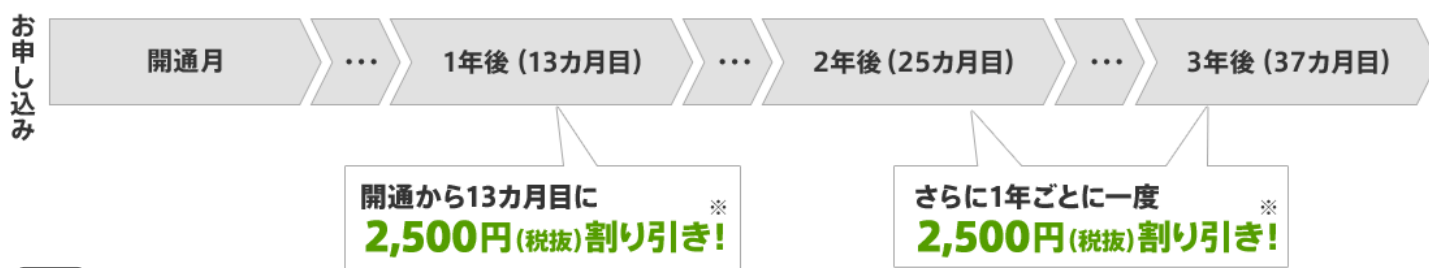 お申し込み
開通月
…
1年後（13カ月目）
…
2年後（25カ月目）
…
3年後（37カ月目）
開通から13カ月目に
※
2,500円（税抜）割り引き！
さらに1年ごとに一度
※
2,500円（税抜）割り引き！